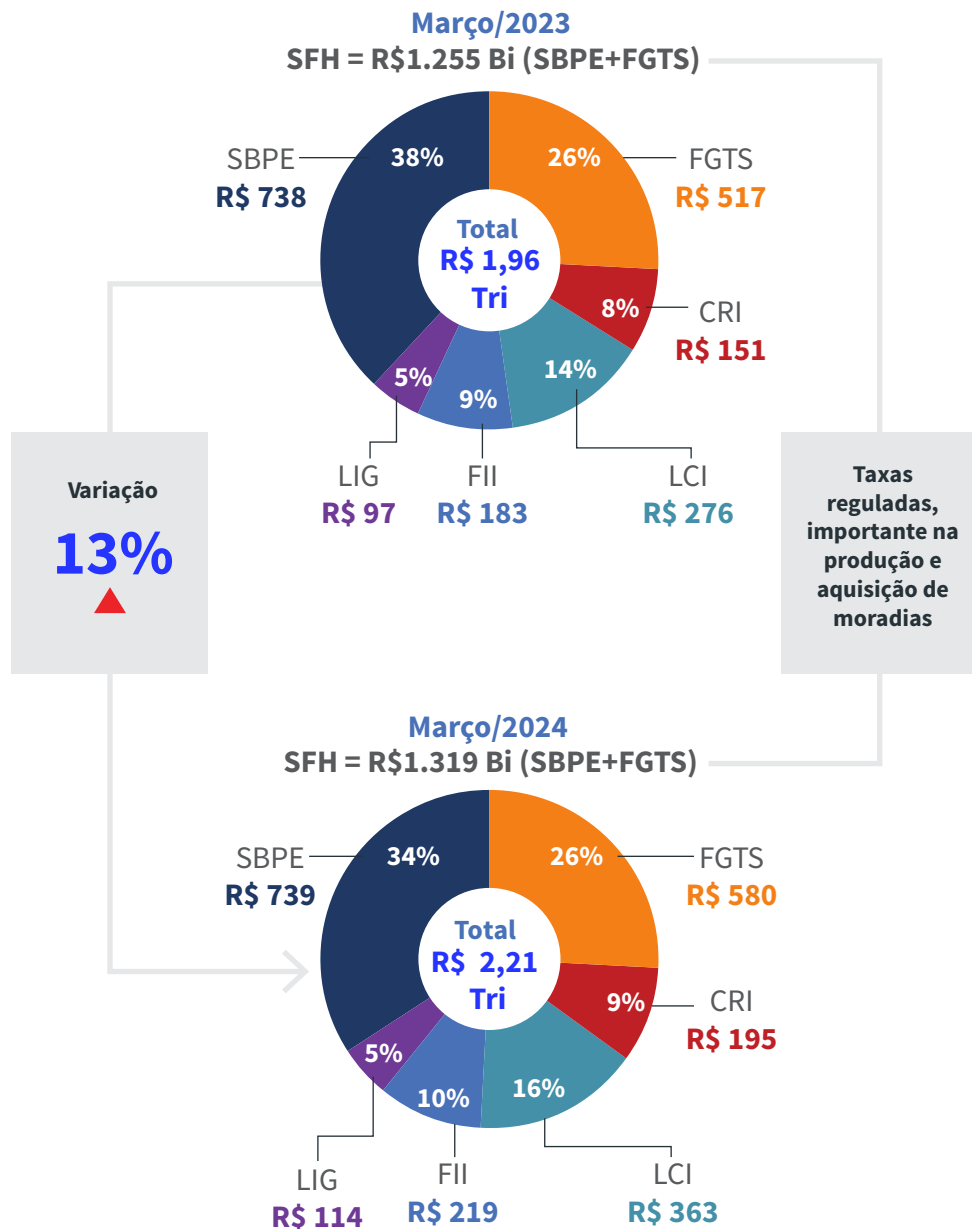 Março/2023
SFH = R$1.255 Bi (SBPE+FGTS)
SBPE
R$ 738
38%
26%
FGTS
R$ 517
Total
R$ 1,96
Tri
8%
CRI
R$ 151
14%
5%
9%
LIG
R$ 97
FII
R$ 183
LCI
R$ 276
Variação
13%
Taxas
reguladas,
importante na
produção e
aquisição de
moradias
Março/2024
SFH = R$1.319 Bi (SBPE+FGTS)
SBPE
R$ 739
34%
26%
FGTS
R$ 580
Total
R$ 2,21
Tri
9%
CRI
R$ 195
5%
10%
16%
LIG
R$ 114
FII
R$ 219
LCI
R$ 363